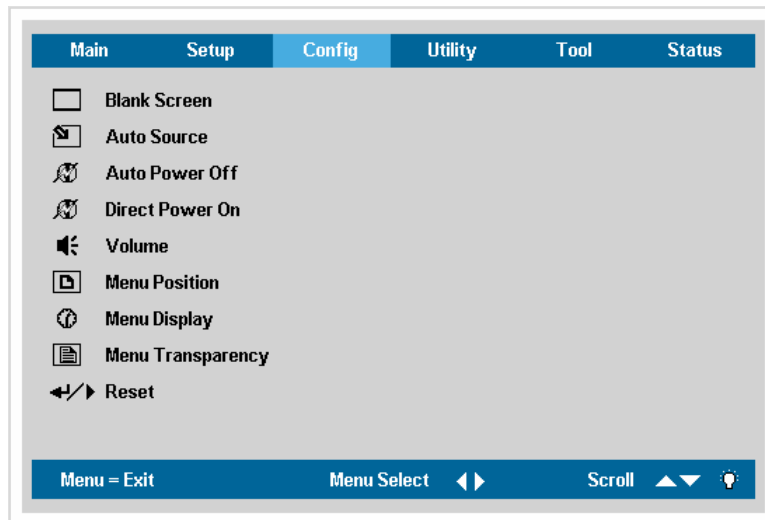 Main Setup Config Utility Tool Status
Blank Screen
Auto Source
Auto Power Off
Direct Power On
Volume
Menu Position
Menu Display
Menu Transparency
Reset
Menu = Exit Menu Select Scroll